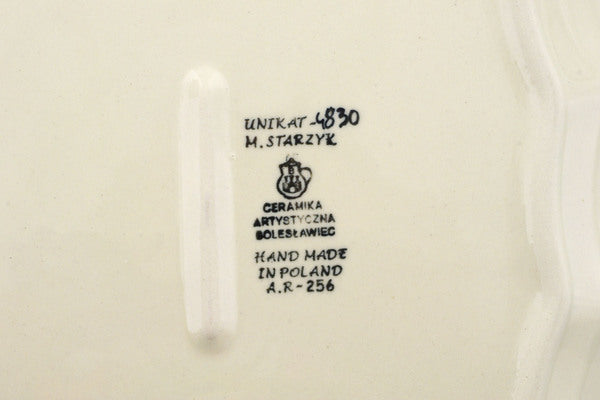 UNIKAT-4830
M. STARZYK
CERAMIKA
ARTYSTYCZNA
BOLESŁAWIEC
HAND MADE
IN POLAND
A.R-256